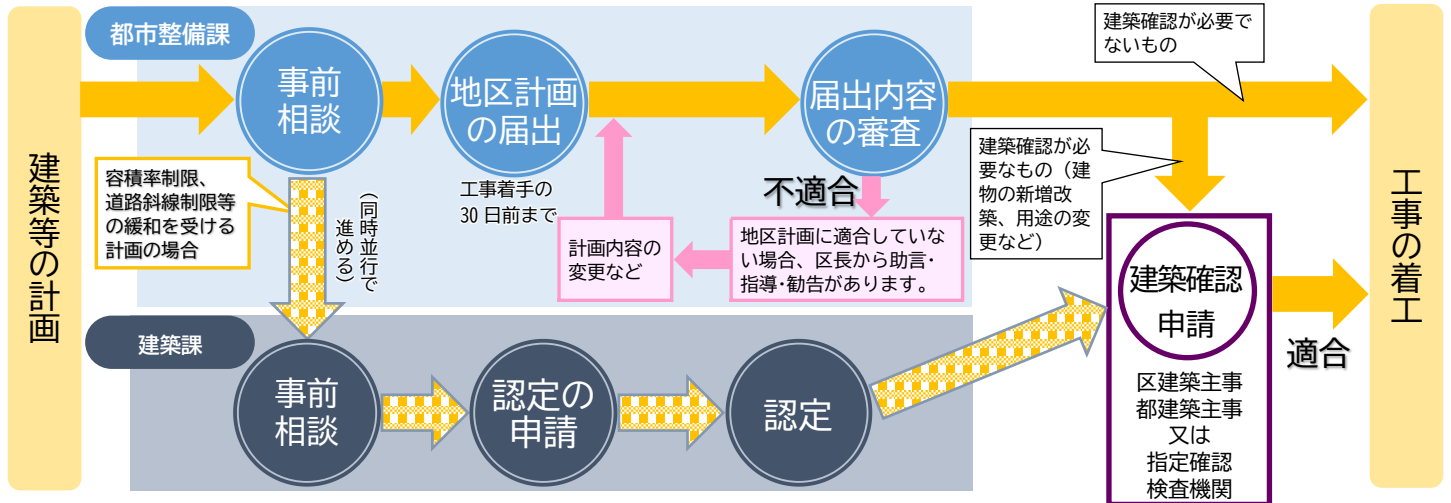 建築等の計画
都市整備課
事前
相談
地区計画
の届出
工事着手の
30 日前まで
届出内容
の審査
建築確認が必要で
ないもの
建築確認が必
要なもの（建
物の新増改
築、用途の変
更など）
容積率制限、
道路斜線制限等
の緩和を受ける
計画の場合
（同時並行で
進める）
不適合
地区計画に適合していな
い場合、区長から助言・
指導・勧告があります。
計画内容の
変更など
建築課
事前
相談
認定の
申請
認定
建築確認
申請
区建築主事
都建築主事
又は
指定確認
検査機関
適合
工事の着工